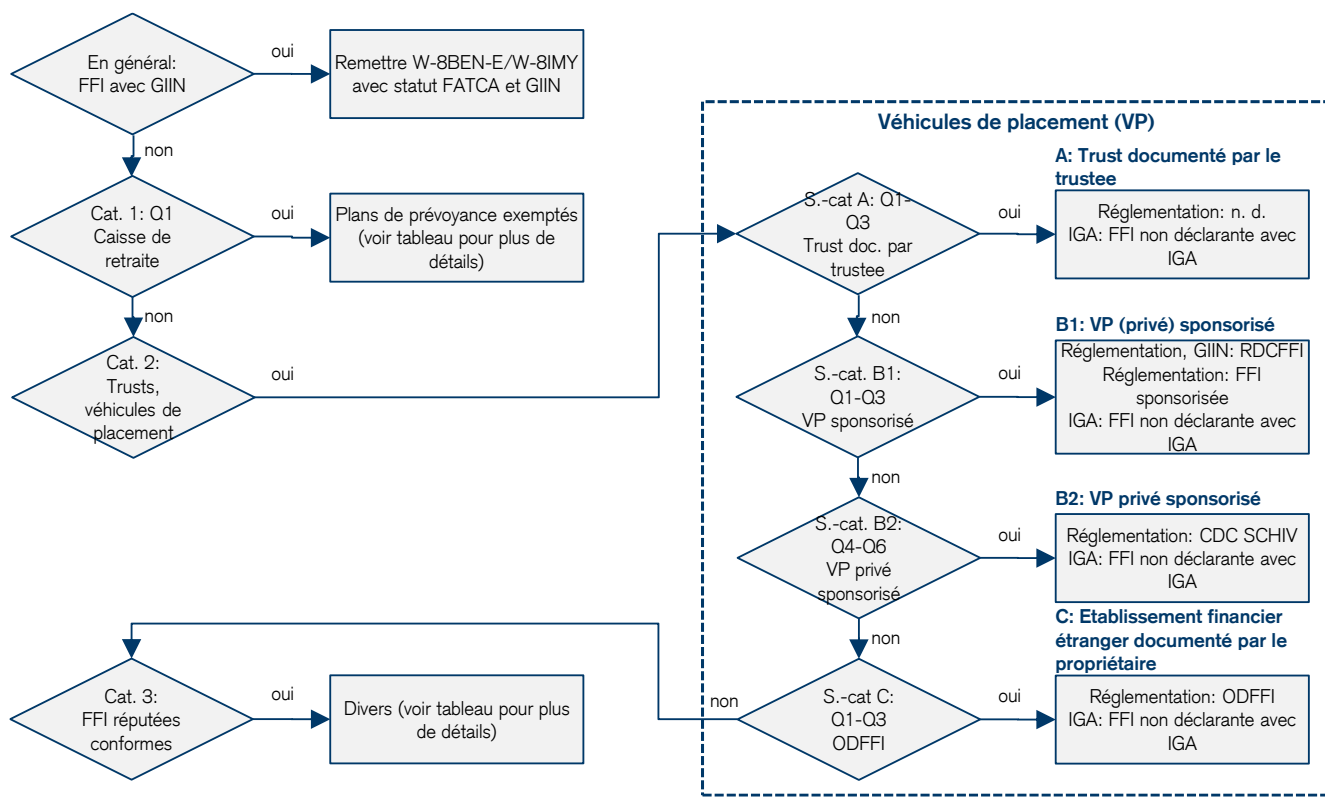 En général:
FFI avec GIIN
oui
Remettre W-8BEN-E/W-8IMY
avec statut FATCA et GIIN
non
Cat. 1: Q1
Caisse de
retraite
oui
Plans de prévoyance exemptés
(voir tableau pour plus de
détails)
non
Cat. 2:
Trusts,
véhicules de
placement
oui
Véhicules de placement (VP)
S.-cat A: Q1-
Q3
Trust doc. par
trustee
oui
A: Trust documenté par le
trustee
Réglementation: n. d.
IGA: FFI non déclarante avec
IGA
non
S.-cat. B1:
Q1-Q3
VP sponsorisé
oui
B1: VP (privé) sponsorisé
Réglementation, GIIN: RDCFFI
Réglementation: FFI
sponsorisée
IGA: FFI non déclarante avec
IGA
non
S.-cat. B2:
Q4-Q6
VP privé
sponsorisé
oui
B2: VP privé sponsorisé
Réglementation: CDC SCHIV
IGA: FFI non déclarante avec
IGA
non
S.-cat C:
Q1-Q3
ODFFI
oui
C: Etablissement financier
étranger documenté par le
propriétaire
Réglementation: ODFFI
IGA: FFI non déclarante avec
IGA
non
Cat. 3:
FFI réputées
conformes
oui
Divers (voir tableau pour plus
de détails)